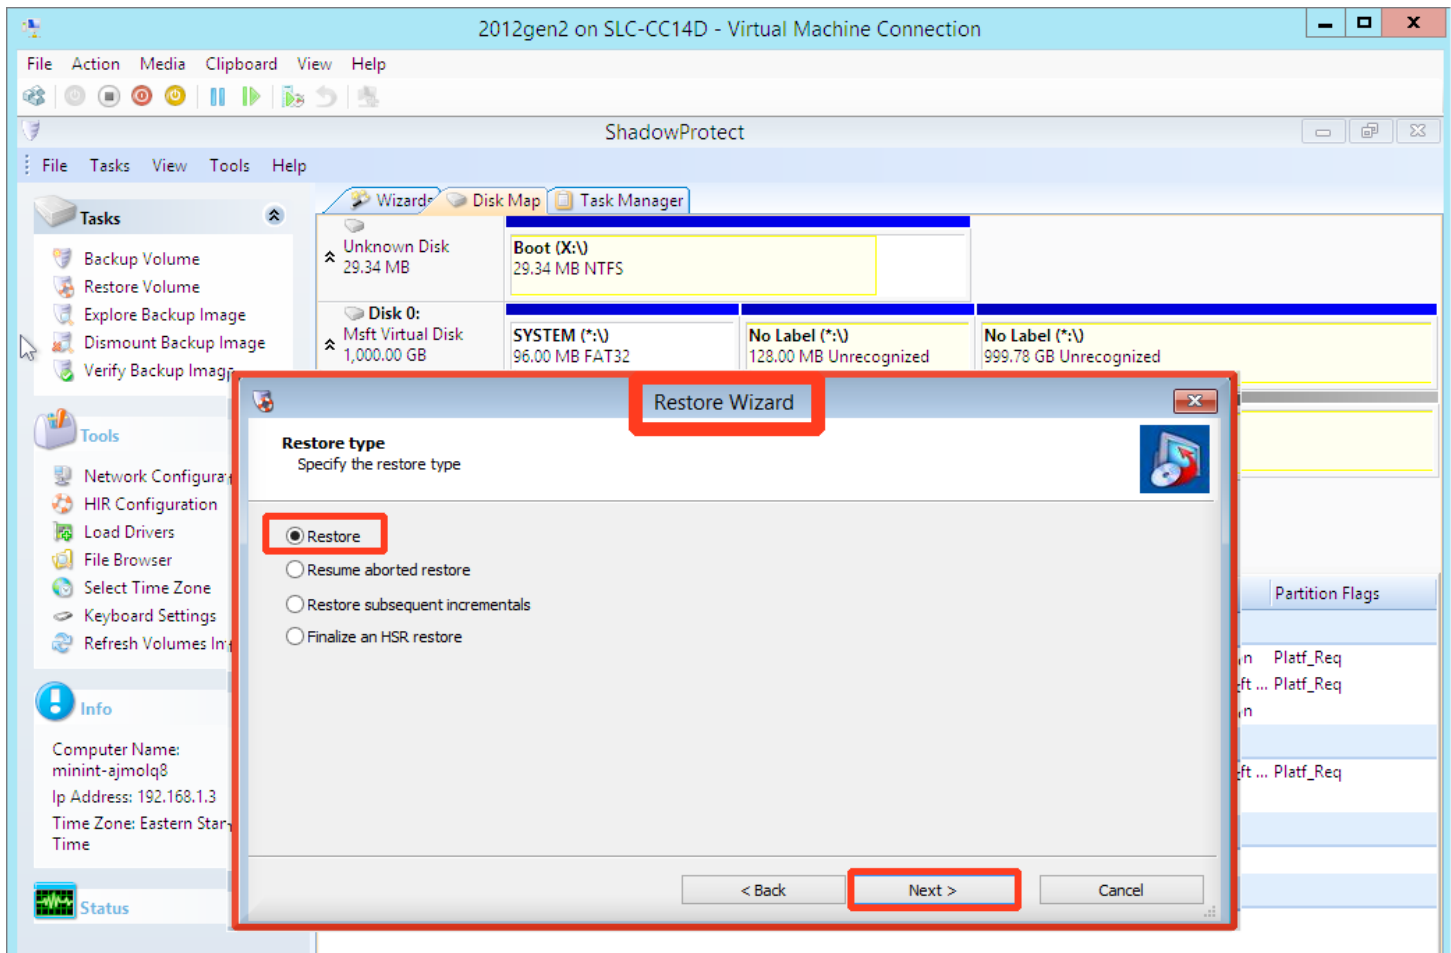 2012gen2 on SLC-CC14D - Virtual Machine Connection
File Action Media Clipboard View Help
ShadowProtect
File Tasks View Tools Help
Wizards Disk Map Task Manager
Tasks
Backup Volume
Restore Volume
Explore Backup Image
Dismount Backup Image
Verify Backup Image
Unknown Disk
29.34 MB
Boot (X:\)
29.34 MB NTFS
Disk 0:
Msft Virtual Disk
1,000.00 GB
SYSTEM (*:\)
96.00 MB FAT32
No Label (*:\)
128.00 MB Unrecognized
No Label (*:\)
999.78 GB Unrecognized
Tools
Network Configura
HIR Configuration
Load Drivers
File Browser
Select Time Zone
Keyboard Settings
Refresh Volumes In
Info
Computer Name:
minint-ajmolq8
Ip Address: 192.168.1.3
Time Zone: Eastern Stan
Time
Status
Restore Wizard
Restore type
Specify the restore type
Restore
Resume aborted restore
Restore subsequent incrementals
Finalize an HSR restore
< Back Next > Cancel
Partition Flags
n Platf_Req
ft ... Platf_Req
n
ft ... Platf_Req